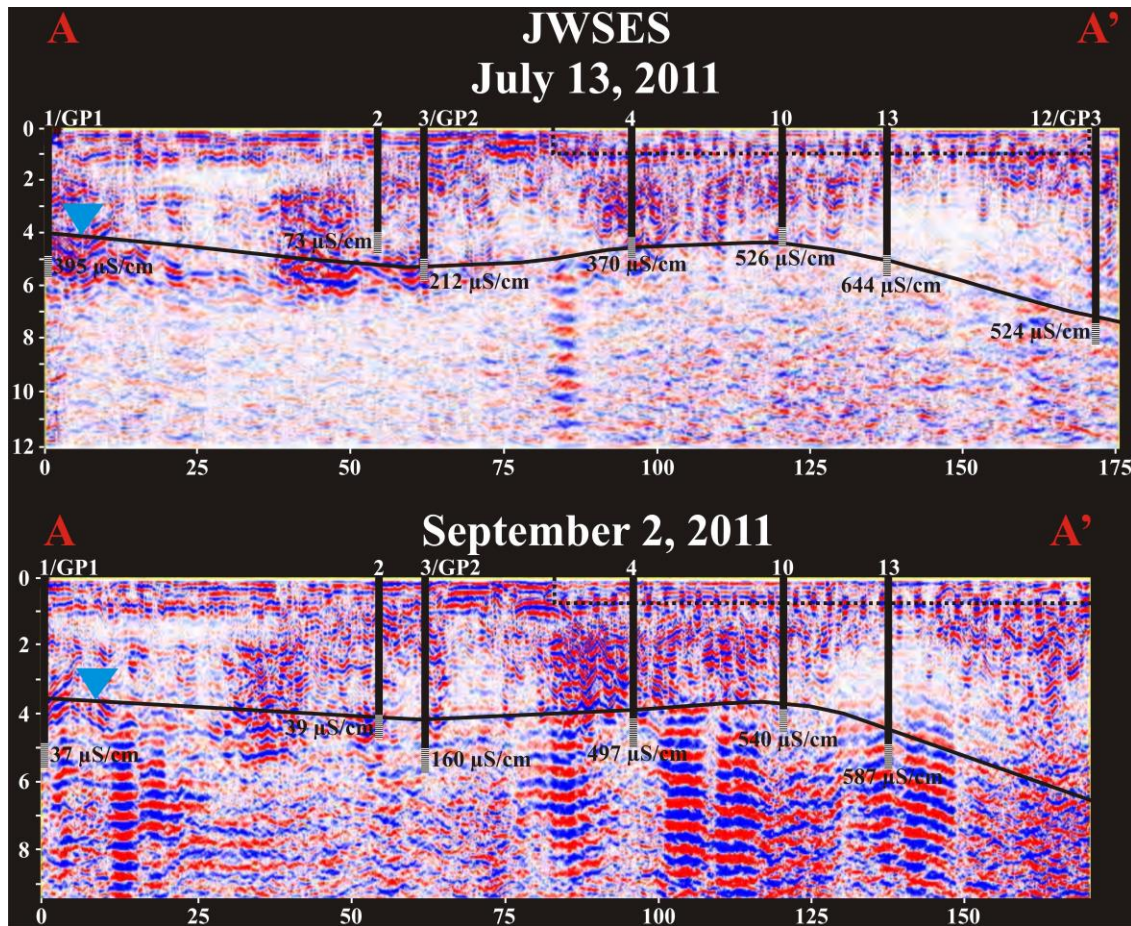 A JWSES A’
July 13, 2011
1/GP1 2 3/GP2 4 10 13 12/GP3
0
2
4
73 µS/cm
395 µS/cm 212 µS/cm 370 µS/cm 526 µS/cm 644 µS/cm
6
8 524 µS/cm
10
12
0 25 50 75 100 125 150 175
A September 2, 2011 A’
1/GP1 2 3/GP2 4 10 13
0
2
4
37 µS/cm 39 µS/cm 160 µS/cm 497 µS/cm 540 µS/cm 587 µS/cm
6
8
0 25 50 75 100 125 150